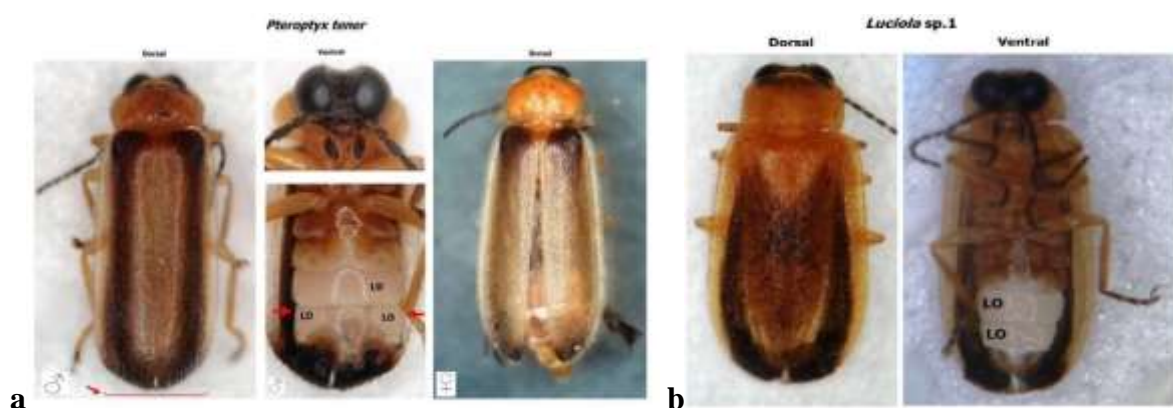 Pteroptyx tener
Dorsal
Ventral
Dorsal
♂
♂
LO
LO
LO
♀
a
Luciola sp.1
Dorsal
Ventral
LO
LO
b